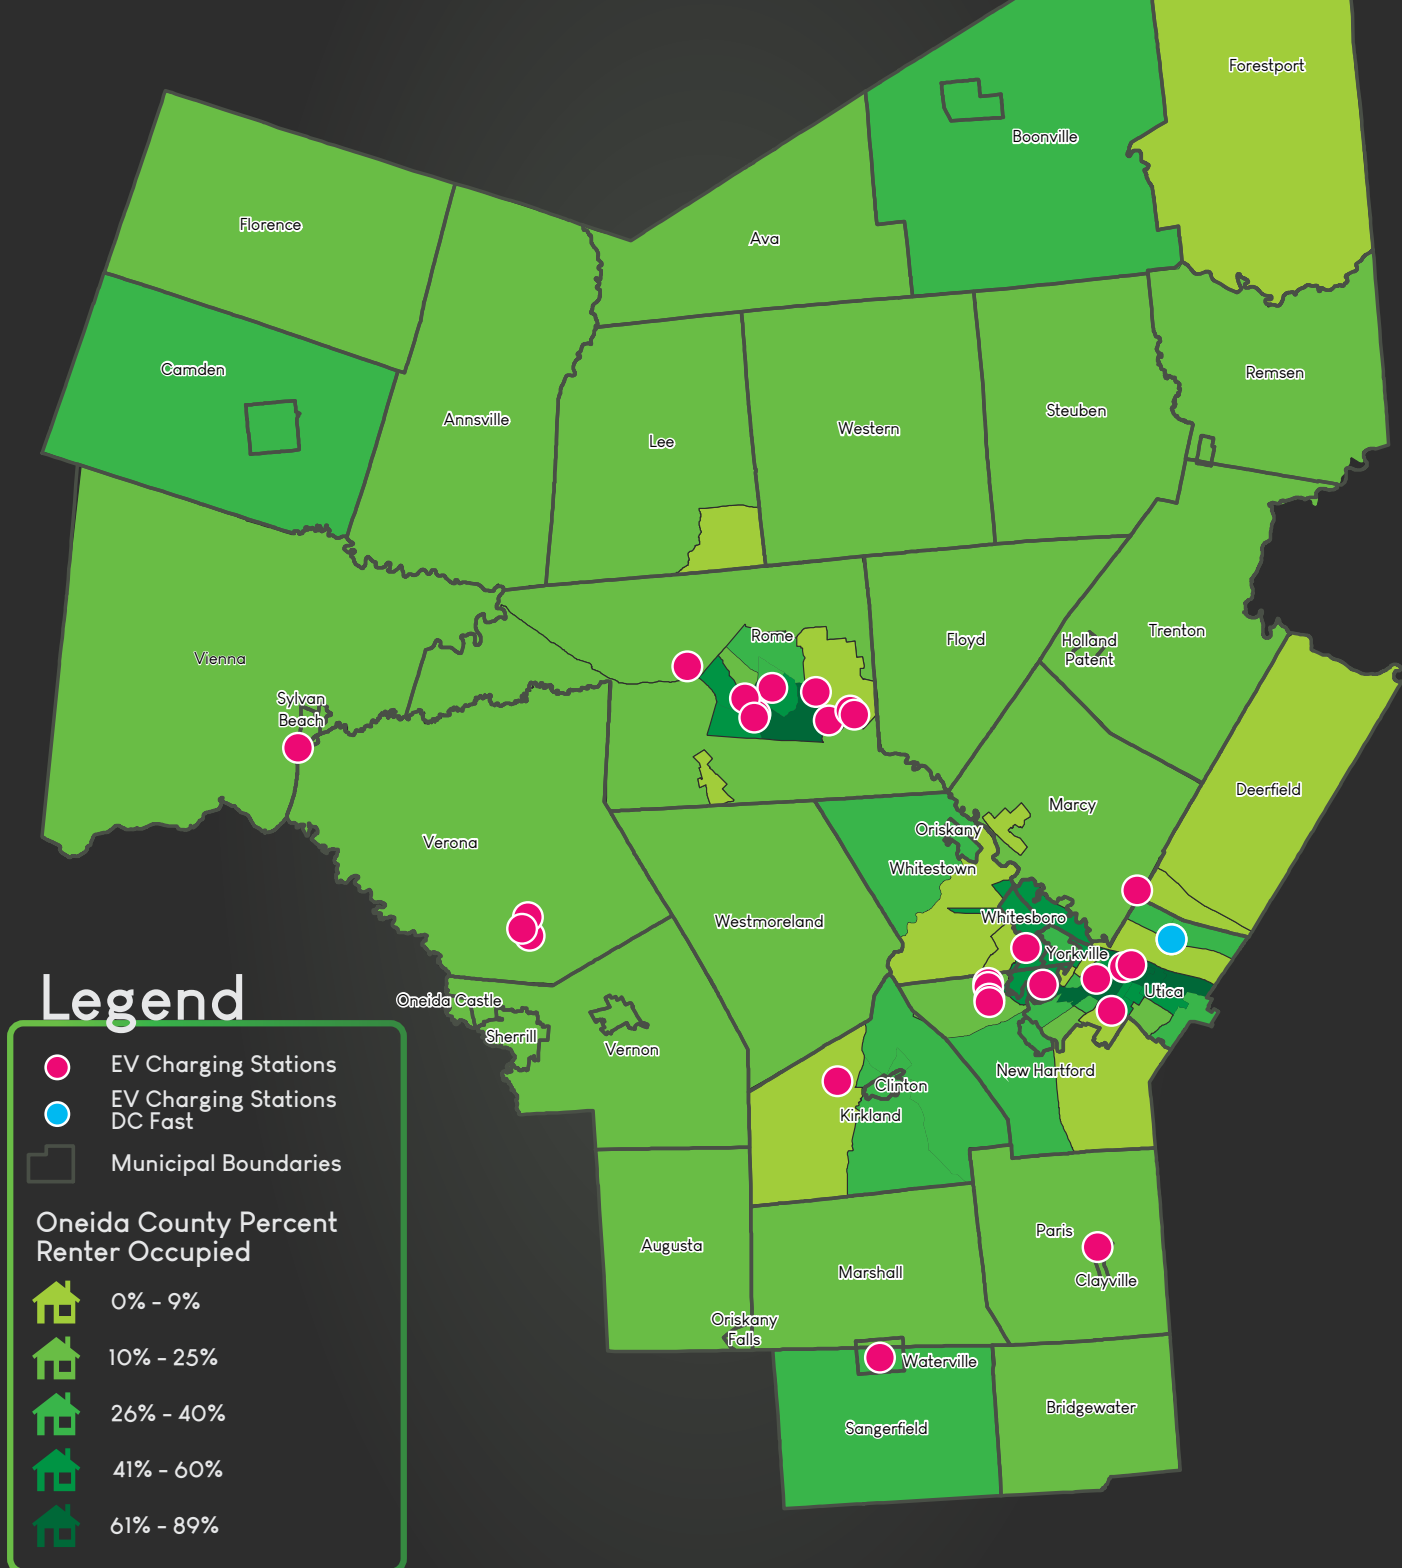 Forestport
Boonville
Florence
Ava
Camden
Remsen
Annsville
Steuben
Western
Lee
Rome
Floyd
Holland
Patent
Trenton
Vienna
Sylvan
Beach
Deerfield
Marcy
Oriskany
Verona
Whitestown
Westmoreland
Whitesboro
Yorkville
Utica
Oneida Castle
Sherrill
Vernon
New Hartford
Clinton
Kirkland
Paris
Augusta
Marshall
Clayville
Oriskany
Falls
Waterville
Bridgewater
Sangerfield
Legend
EV Charging Stations
EV Charging Stations
DC Fast
Municipal Boundaries
Oneida County Percent
Renter Occupied
0% - 9%
10% - 25%
26% - 40%
41% - 60%
61% - 89%